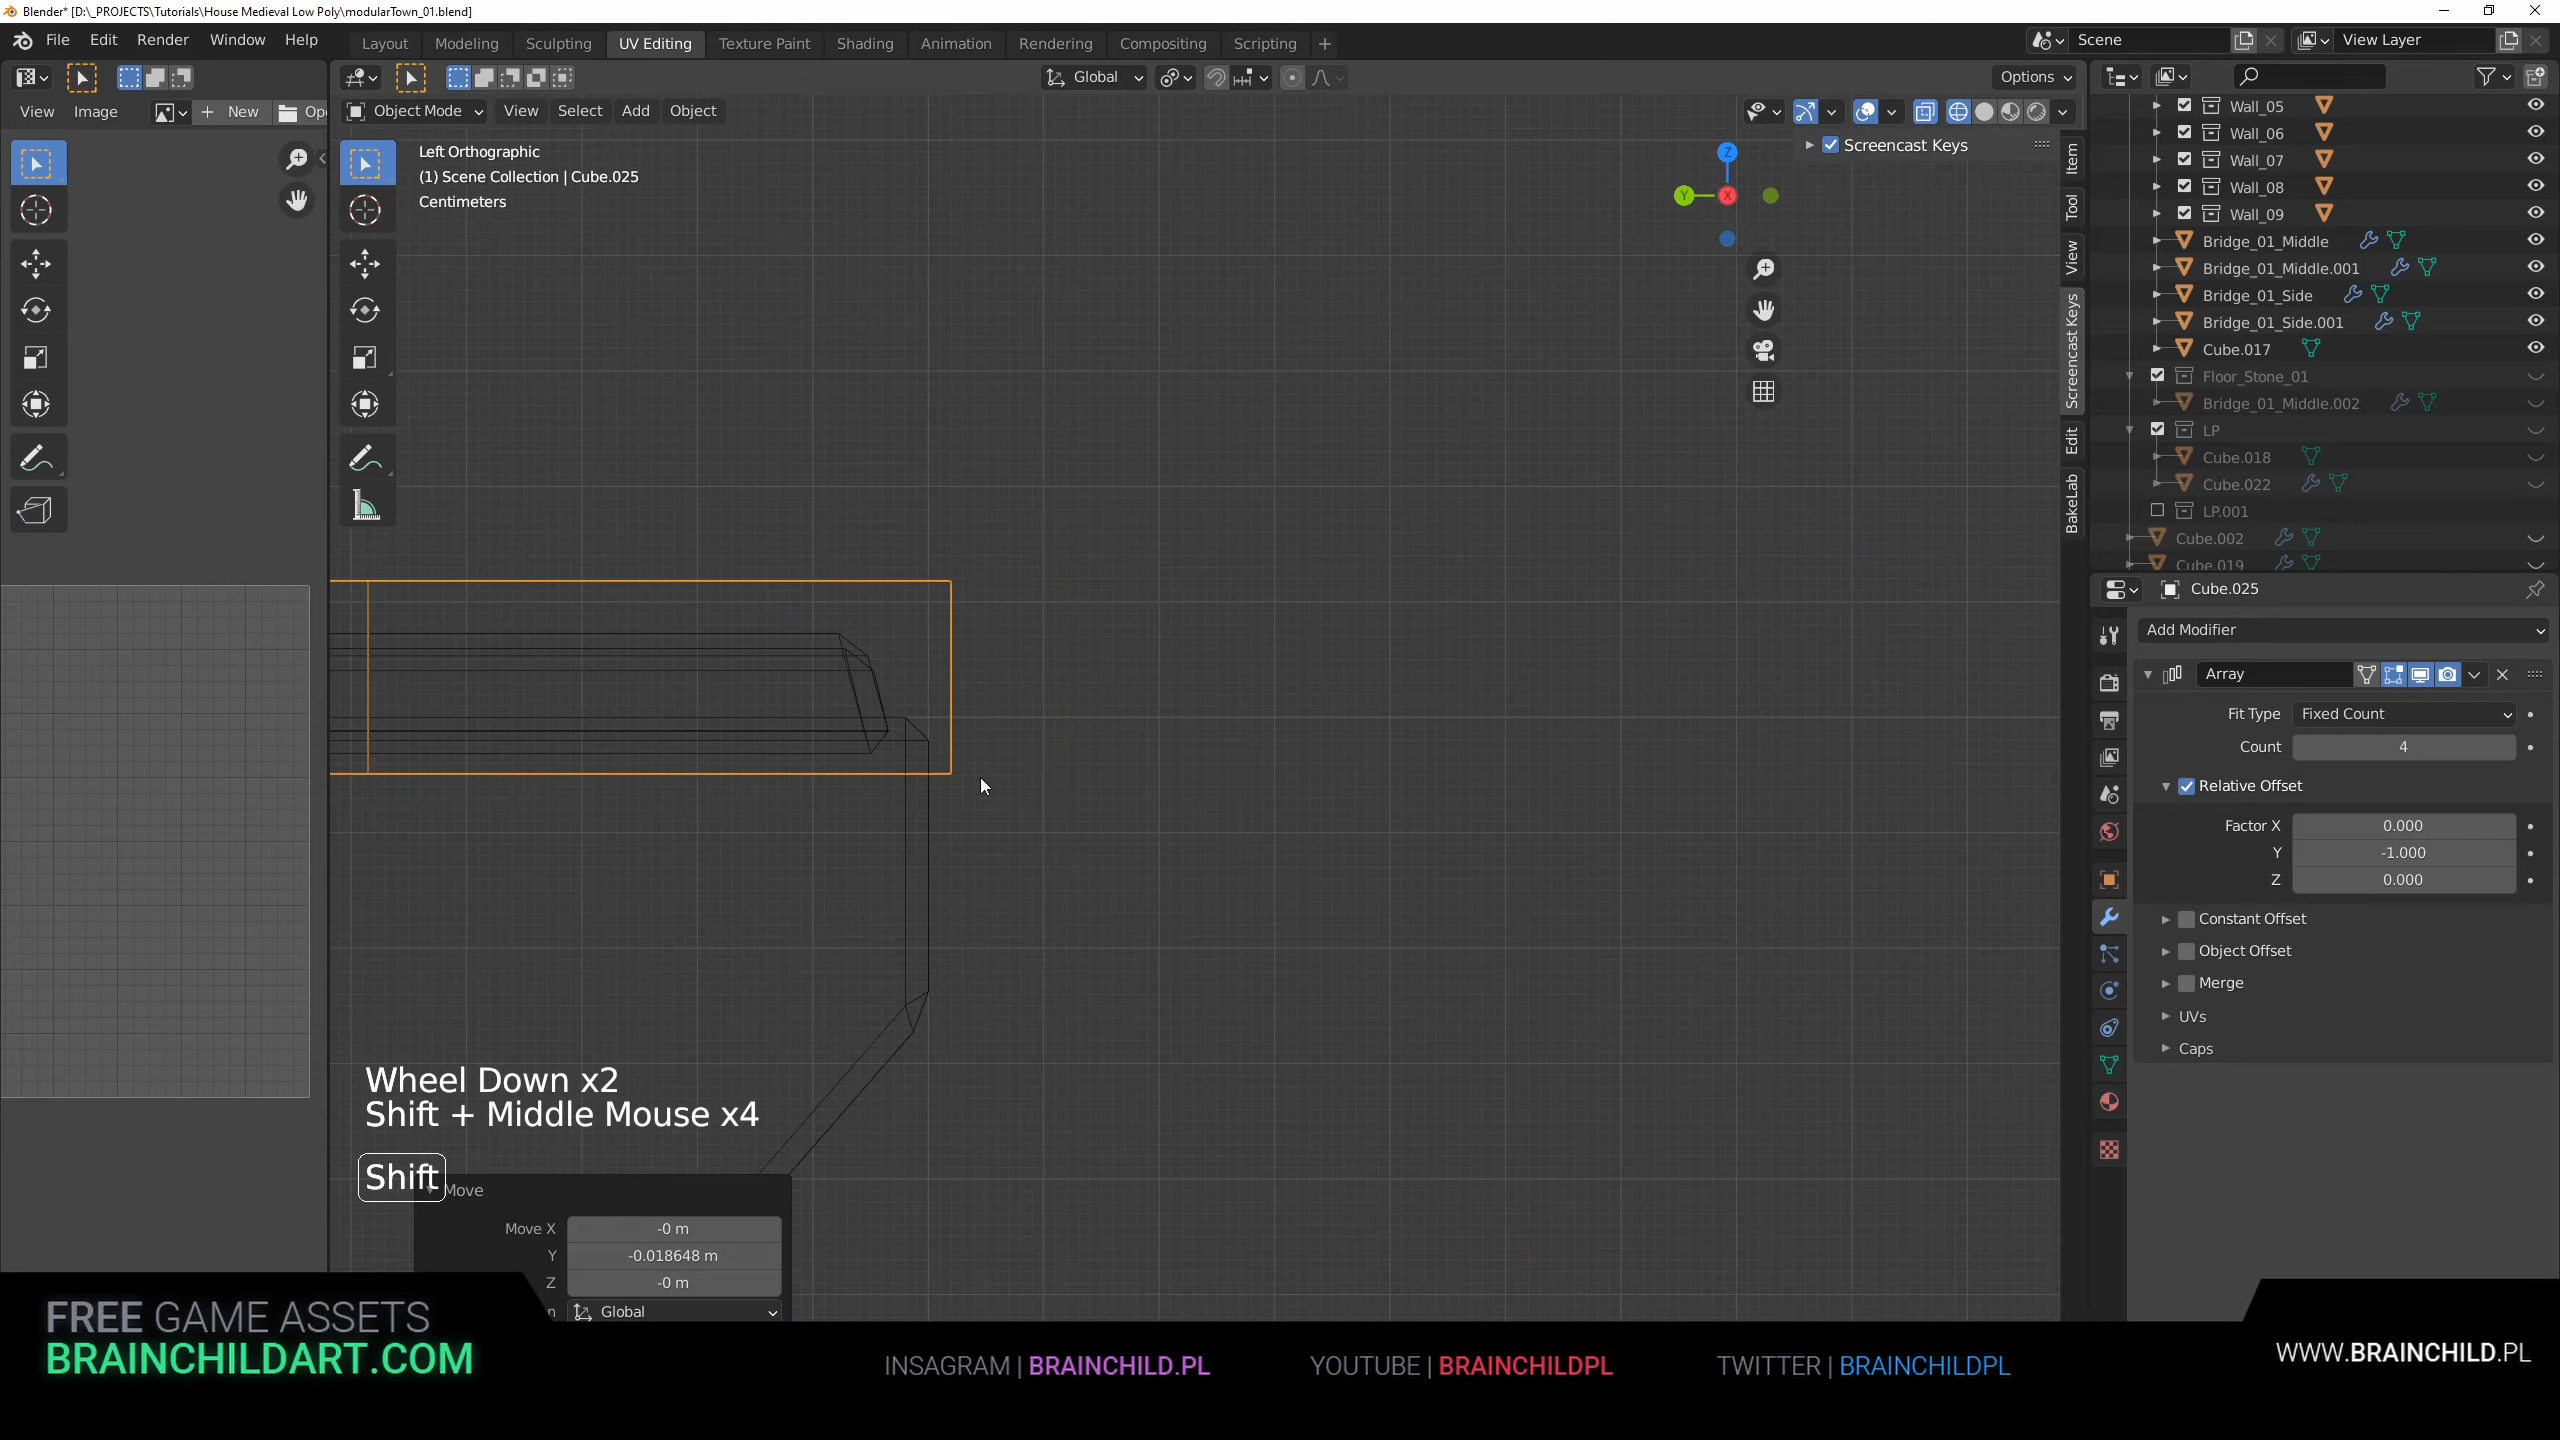 Blender* [D:\_PROJECTS\Tutorials\House Medieval Low Poly\modularTown_01.blend]
File Edit Render Window Help
Layout Modeling Sculpting UV Editing Texture Paint Shading Animation Rendering Compositing Scripting +
Scene
View Layer
Global
Options
View Image + New Op
Object Mode View Select Add Object
Left Orthographic
(1) Scene Collection | Cube.025
Centimeters
Z
Y
X
Screencast Keys
Item
Tool
View
Screencast Keys
Edit
BakeLab
Wall_05
Wall_06
Wall_07
Wall_08
Wall_09
Bridge_01_Middle
Bridge_01_Middle.001
Bridge_01_Side
Bridge_01_Side.001
Cube.017
Floor_Stone_01
Bridge_01_Middle.002
LP
Cube.018
Cube.022
LP.001
Cube.002
Cube.019
Cube.025
Add Modifier
Array
Fit Type Fixed Count
Count 4
Relative Offset
Factor X 0.000
Y -1.000
Z 0.000
Constant Offset
Object Offset
Merge
UVs
Caps
Wheel Down x2
Shift + Middle Mouse x4
Shift
Move
Move X -0 m
Y -0.018648 m
Z -0 m
n Global
FREE GAME ASSETS
BRAINCHILDART.COM
INSAGRAM | BRAINCHILD.PL
YOUTUBE | BRAINCHILDPL
TWITTER | BRAINCHILDPL
WWW.BRAINCHILD.PL